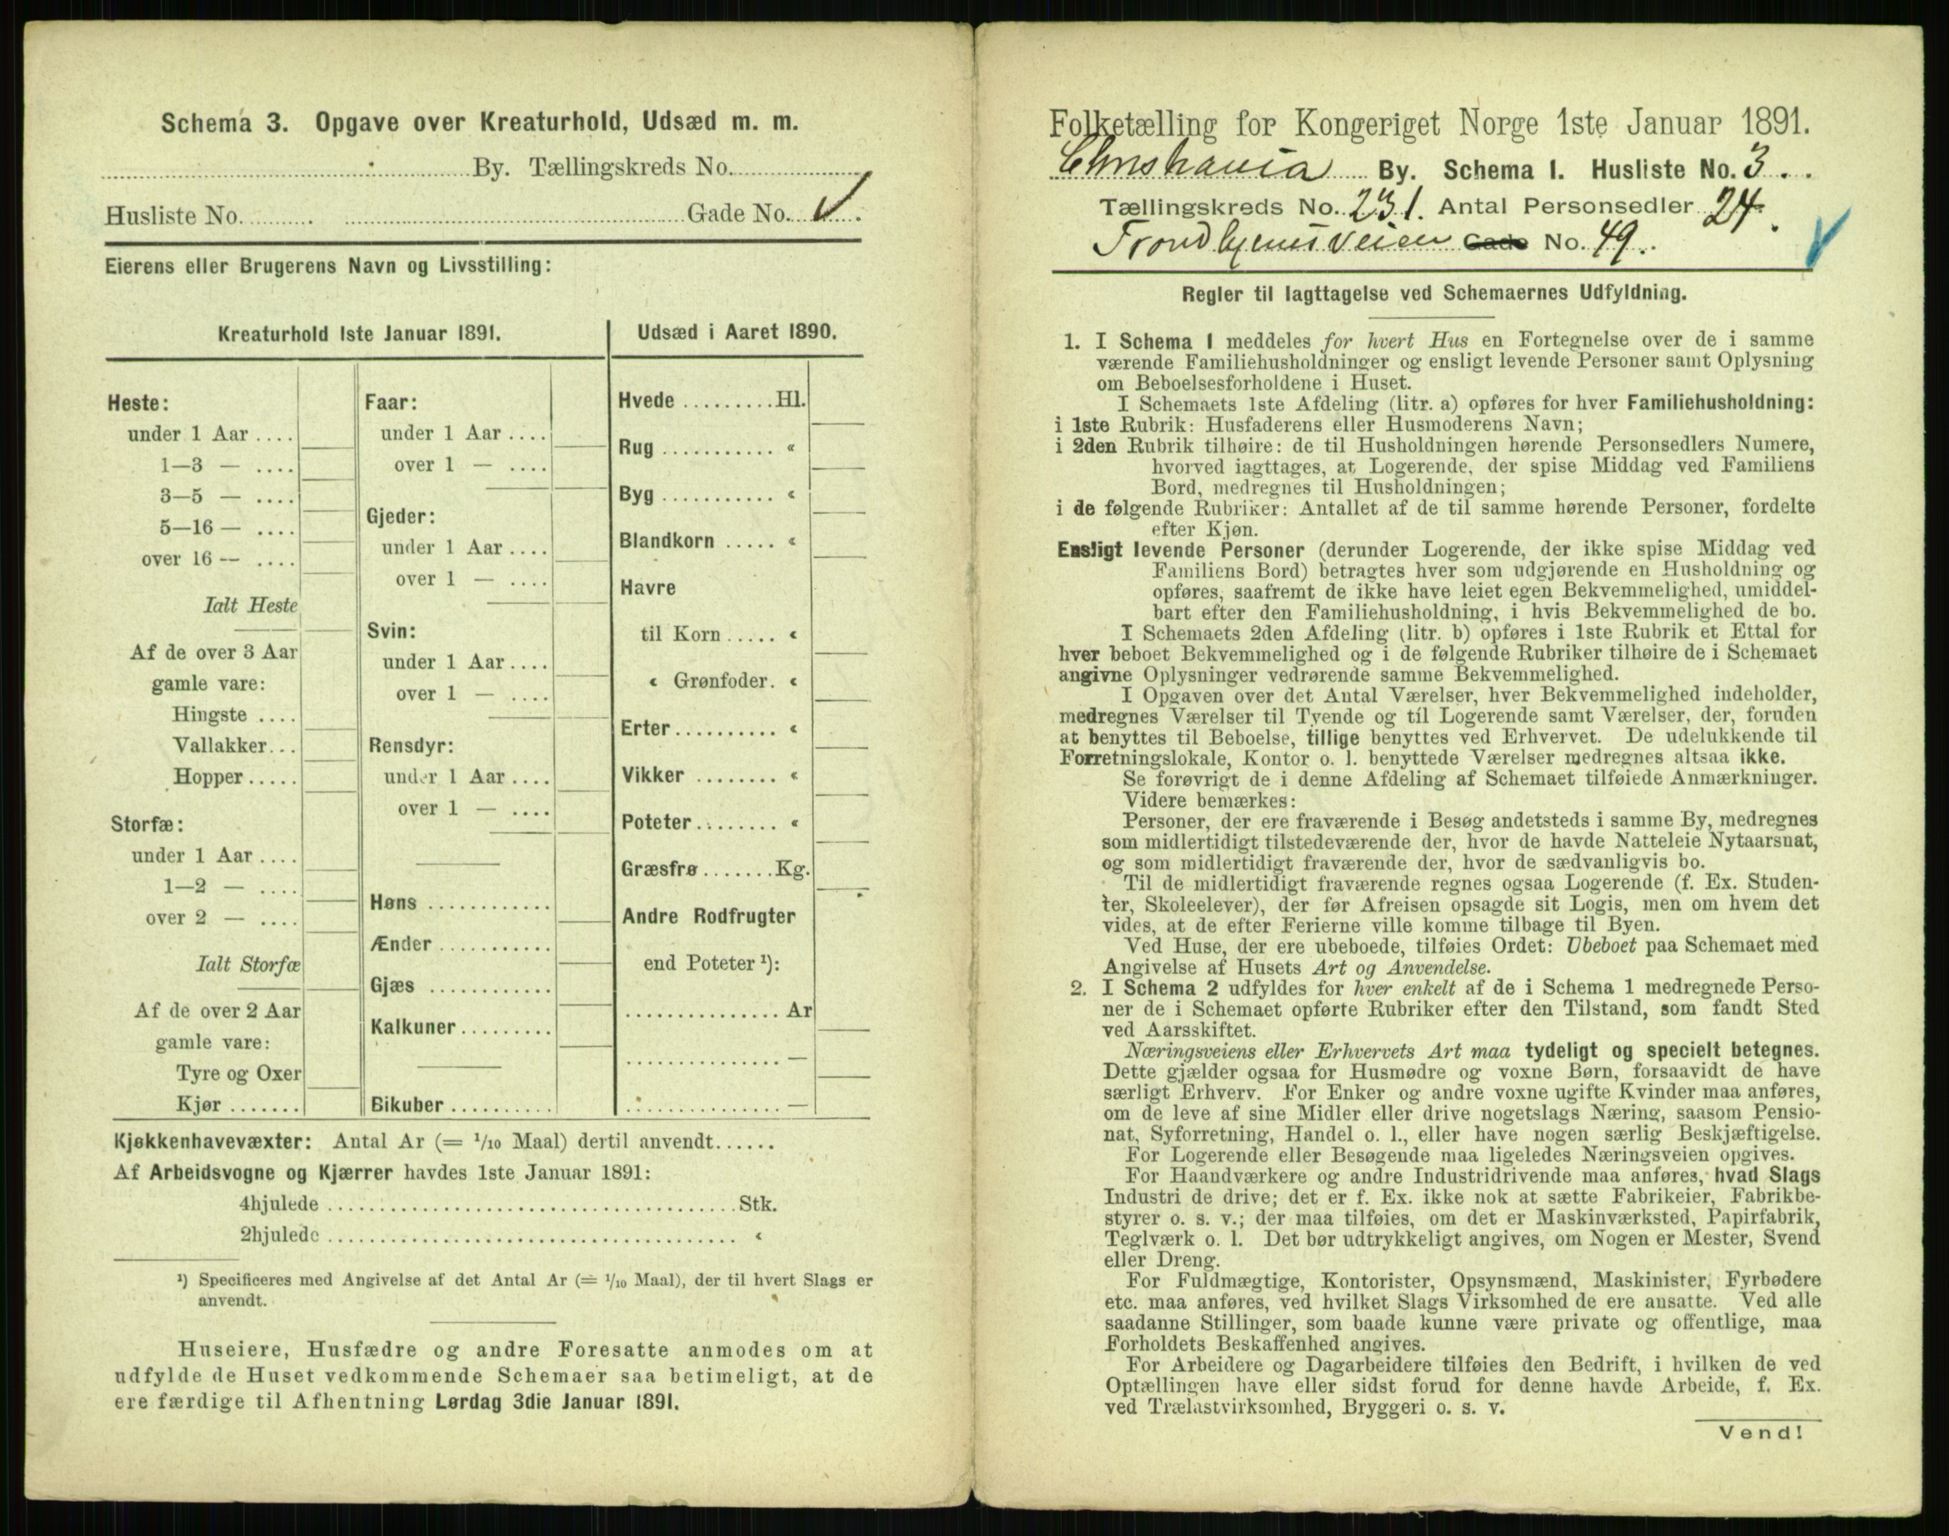 Schema 3. Opgave over Kreaturhold, Udsæd m. m.
By. Tællingskreds No.
Husliste No. Gade No.
Eierens eller Brugerens Navn og Livsstilling:
Kreaturhold 1ste Januar 1891.
Heste:
under 1 Aar ....
1—3 — ....
3—5 — ....
5—16 — ....
over 16 — ....
Ialt Heste
Af de over 3 Aar
gamle vare:
Hingste ....
Vallakker...
Hopper.....
Storfæ:
under 1 Aar ....
1—2 — ....
over 2 — ....
Ialt Storfæ
Af de over 2 Aar
gamle vare:
Tyre og Oxer
Kjør.......
Faar:
under 1 Aar ....
over 1 — ....
Gjeder:
under 1 Aar ....
over 1 — ....
Svin:
under 1 Aar ....
over 1 — ....
Rensdyr:
under 1 Aar ....
over 1 — ....
Høns ............
Ænder ...........
Gjæs ............
Kalkuner.........
Bikuber..........
Udsæd i Aaret 1890.
Hvede .........Hl.
Rug ........... «
Byg ........... «
Blandkorn ..... «
Havre
til Korn ..... «
« Grønfoder. «
Erter.......... «
Vikker ........ «
Poteter........ «
Græsfrø.......Kg.
Andre Rodfrugter
end Poteter ¹):
............... Ar
............... —
............... —
Kjøkkenhavevæxter: Antal Ar (= ¹/₁₀ Maal) dertil anvendt......
Af Arbeidsvogne og Kjærrer havdes 1ste Januar 1891:
4hjulede ....................................Stk.
2hjulede .................................... «
¹) Specificeres med Angivelse af det Antal Ar (= ¹/₁₀ Maal), der til hvert Slags er
anvendt.
Huseiere, Husfædre og andre Foresatte anmodes om at
udfylde de Huset vedkommende Schemaer saa betimeligt, at de
ere færdige til Afhentning Lørdag 3die Januar 1891.
Folketælling for Kongeriget Norge 1ste Januar 1891.
Christiania By. Schema 1. Husliste No. 3.
Tællingskreds No. 231. Antal Personsedler 24.
Trondhjemsveien Gade No. 49.
Regler til Iagttagelse ved Schemaernes Udfyldning.
1. I Schema 1 meddeles for hvert Hus en Fortegnelse over de i samme
værende Familiehusholdninger og ensligt levende Personer samt Oplysning
om Beboelsesforholdene i Huset.
I Schemaets 1ste Afdeling (litr. a) opføres for hver Familiehusholdning:
i 1ste Rubrik: Husfaderens eller Husmoderens Navn;
i 2den Rubrik tilhøire: de til Husholdningen hørende Personsedlers Numere,
hvorved iagttages, at Logerende, der spise Middag ved Familiens
Bord, medregnes til Husholdningen;
i de følgende Rubriker: Antallet af de til samme hørende Personer, fordelte
efter Kjøn.
Ensligt levende Personer (derunder Logerende, der ikke spise Middag ved
Familiens Bord) betragtes hver som udgjørende en Husholdning og
opføres, saafremt de ikke have leiet egen Bekvemmelighed, umiddel-
bart efter den Familiehusholdning, i hvis Bekvemmelighed de bo.
I Schemaets 2den Afdeling (litr. b) opføres i 1ste Rubrik et Ettal for
hver beboet Bekvemmelighed og i de følgende Rubriker tilhøire de i Schemaet
angivne Oplysninger vedrørende samme Bekvemmelighed.
I Opgaven over det Antal Værelser, hver Bekvemmelighed indeholder,
medregnes Værelser til Tyende og til Logerende samt Værelser, der, foruden
at benyttes til Beboelse, tillige benyttes ved Erhvervet. De udelukkende til
Forretningslokale, Kontor o. l. benyttede Værelser medregnes altsaa ikke.
Se forøvrigt de i denne Afdeling af Schemaet tilføiede Anmærkninger.
Videre bemærkes:
Personer, der ere fraværende i Besøg andetsteds i samme By, medregnes
som midlertidigt tilstedeværende der, hvor de havde Natteleie Nytaarsnat,
og som midlertidigt fraværende der, hvor de sædvanligvis bo.
Til de midlertidigt fraværende regnes ogsaa Logerende (f. Ex. Studen-
ter, Skoleelever), der før Afreisen opsagde sit Logis, men om hvem det
vides, at de efter Ferierne ville komme tilbage til Byen.
Ved Huse, der ere ubeboede, tilføies Ordet: Ubeboet paa Schemaet med
Angivelse af Husets Art og Anvendelse.
2. I Schema 2 udfyldes for hver enkelt af de i Schema 1 medregnede Perso-
ner de i Schemaet opførte Rubriker efter den Tilstand, som fandt Sted
ved Aarsskiftet.
Næringsveiens eller Erhvervets Art maa tydeligt og specielt betegnes.
Dette gjælder ogsaa for Husmødre og voxne Børn, forsaavidt de have
særligt Erhverv. For Enker og andre voxne ugifte Kvinder maa anføres,
om de leve af sine Midler eller drive nogetslags Næring, saasom Pensio-
nat, Syforretning, Handel o. l., eller have nogen særlig Beskjæftigelse.
For Logerende eller Besøgende maa ligeledes Næringsveien opgives.
For Haandværkere og andre Industridrivende maa anføres, hvad Slags
Industri de drive; det er f. Ex. ikke nok at sætte Fabrikeier, Fabrikbe-
styrer o. s. v.; der maa tilføies, om det er Maskinværksted, Papirfabrik,
Teglværk o. l. Det bør udtrykkeligt angives, om Nogen er Mester, Svend
eller Dreng.
For Fuldmægtige, Kontorister, Opsynsmænd, Maskinister, Fyrbødere
etc. maa anføres, ved hvilket Slags Virksomhed de ere ansatte. Ved alle
saadanne Stillinger, som baade kunne være private og offentlige, maa
Forholdets Beskaffenhed angives.
For Arbeidere og Dagarbeidere tilføies den Bedrift, i hvilken de ved
Optællingen have eller sidst forud for denne havde Arbeide, f. Ex.
ved Trælastvirksomhed, Bryggeri o. s. v.
Vend!